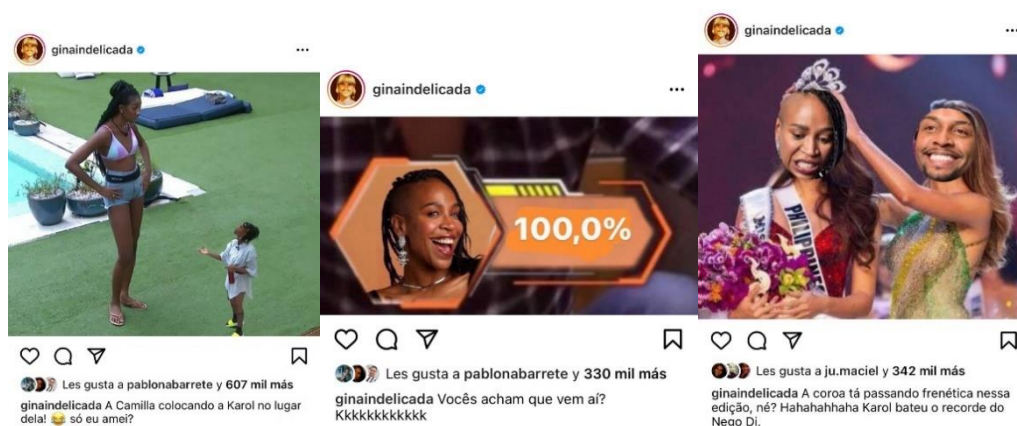 ginaindelicada
Les gusta a pablonabarrete y 607 mil más
ginaindelicada A Camilla colocando a Karol no lugar
dela! 😂 só eu amei?
ginaindelicada
100,0%
Les gusta a pablonabarrete y 330 mil más
ginaindelicada Vocês acham que vem aí?
Kkkkkkkkkkkk
ginaindelicada
PHILIPPINES
Les gusta a ju.maciel y 342 mil más
ginaindelicada A coroa tá passando frenética nessa
edição, né? Hahahahhaha Karol bateu o recorde do
Nego Di.